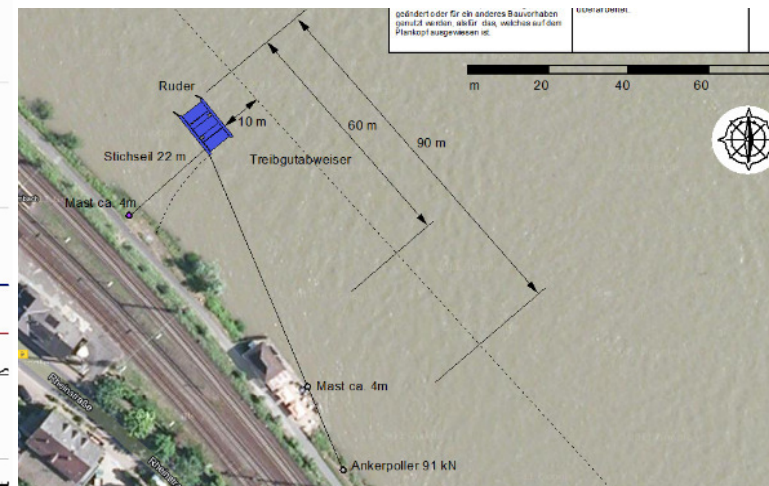 geändert oder für ein anderes Bauvorhaben
genutzt werden, als für das, welches auf dem
Plankopf ausgewiesen ist.
überarbeitet.
m 20 40 60
Ruder
10 m
60 m
90 m
Stichseil 22 m
Treibgutabweiser
Mast ca. 4m
Mast ca. 4m
Ankerpoller 91 kN
Rheinstraße